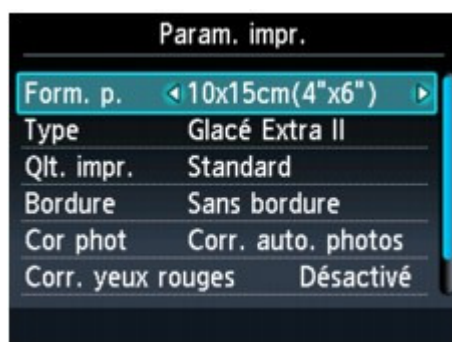 Param. impr.
Form. p. 10x15cm(4"x6")
Type Glacé Extra II
Qlt. impr. Standard
Bordure Sans bordure
Cor phot Corr. auto. photos
Corr. yeux rouges Désactivé